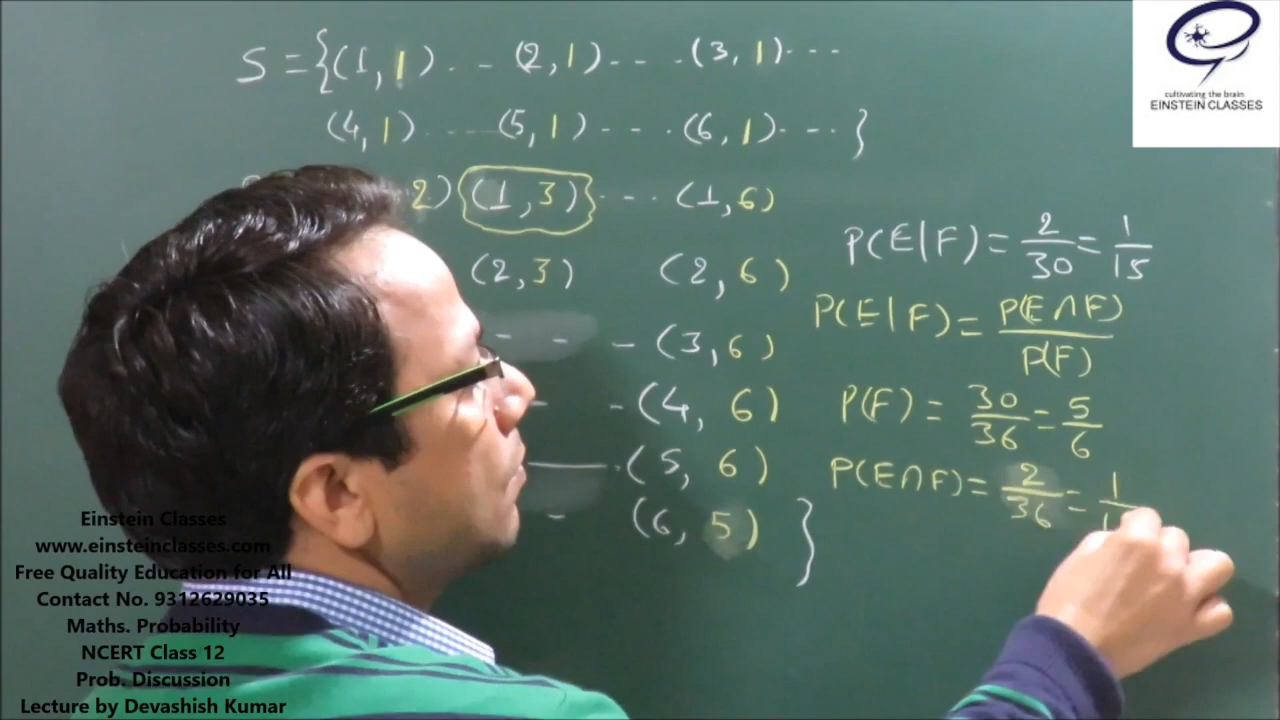 S = {(1, 1) . .. (2, 1) . . . . (3, 1) . . . .
(4, 1) . . . . . (5, 1) . . . . (6, 1) . . . . }
2) (1, 3) . . . (1, 6)
(2, 3) (2, 6)
- - - (3, 6)
- - (4, 6)
(5, 6)
- (6, 5) }
P(E|F) = 2/30 = 1/15
P(E|F) = P(E∩F)/P(F)
P(F) = 30/36 = 5/6
P(E∩F) = 2/36 = 1/
cultivating the brain
EINSTEIN CLASSES
Einstein Classes
www.einsteinclasses.com
Free Quality Education for All
Contact No. 9312629035
Maths. Probability
NCERT Class 12
Prob. Discussion
Lecture by Devashish Kumar